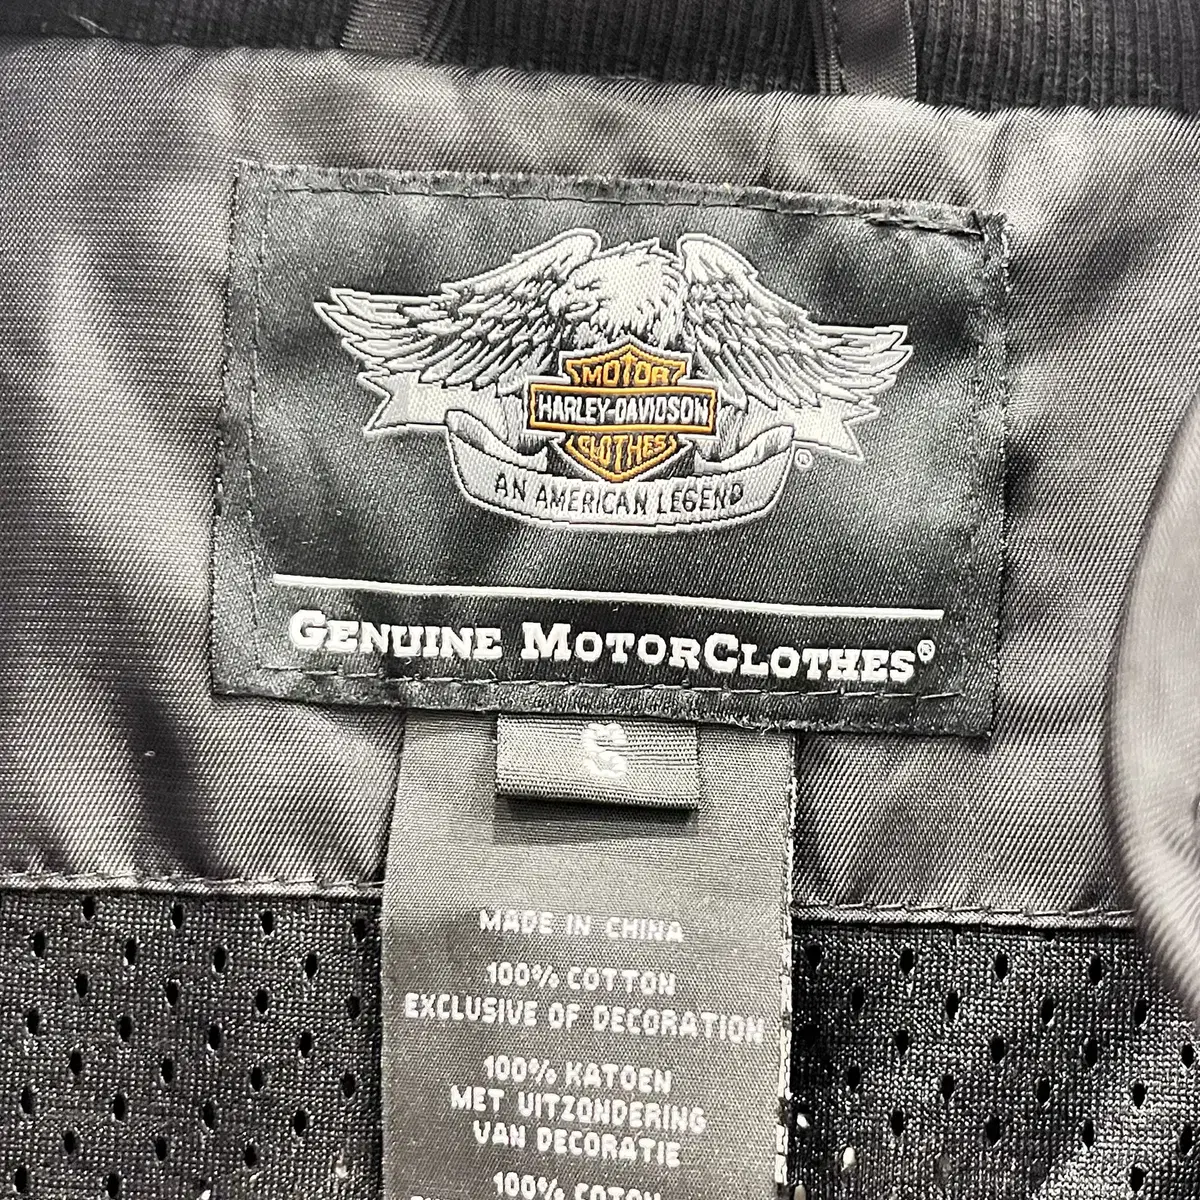 MOTOR
HARLEY-DAVIDSON
CLOTHES
®
AN AMERICAN LEGEND
GENUINE MOTORCLOTHES®
S
MADE IN CHINA
100% COTTON
EXCLUSIVE OF DECORATION
100% KATOEN
MET UITZONDERING
VAN DECORATIE
100% COTON